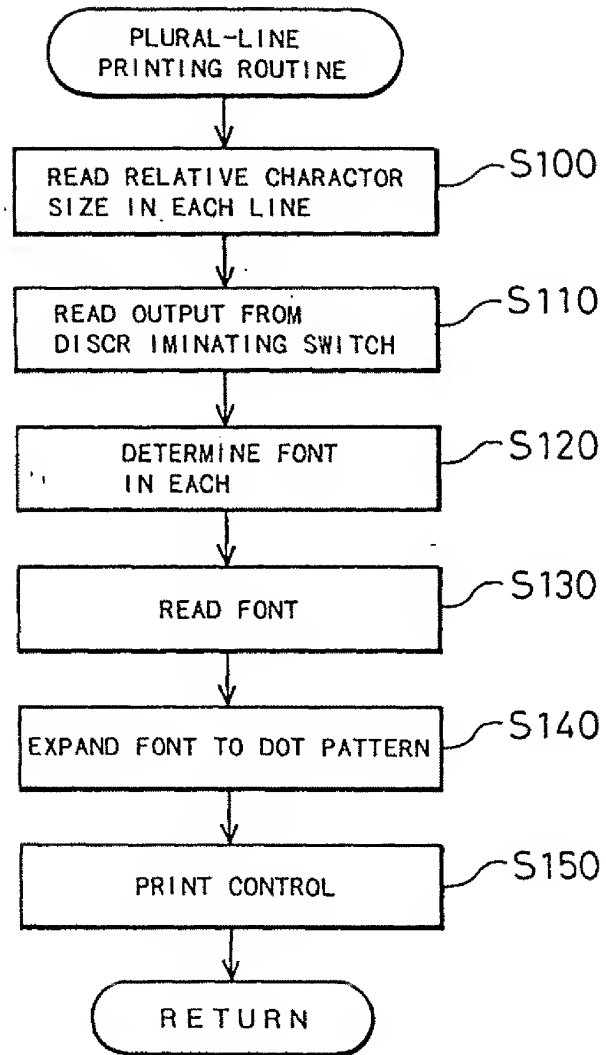 PLURAL-LINE
PRINTING ROUTINE
READ RELATIVE CHARACTOR
SIZE IN EACH LINE
S100
READ OUTPUT FROM
DISCR IMINATING SWITCH
S110
DETERMINE FONT
IN EACH
S120
READ FONT
S130
EXPAND FONT TO DOT PATTERN
S140
PRINT CONTROL
S150
RETURN